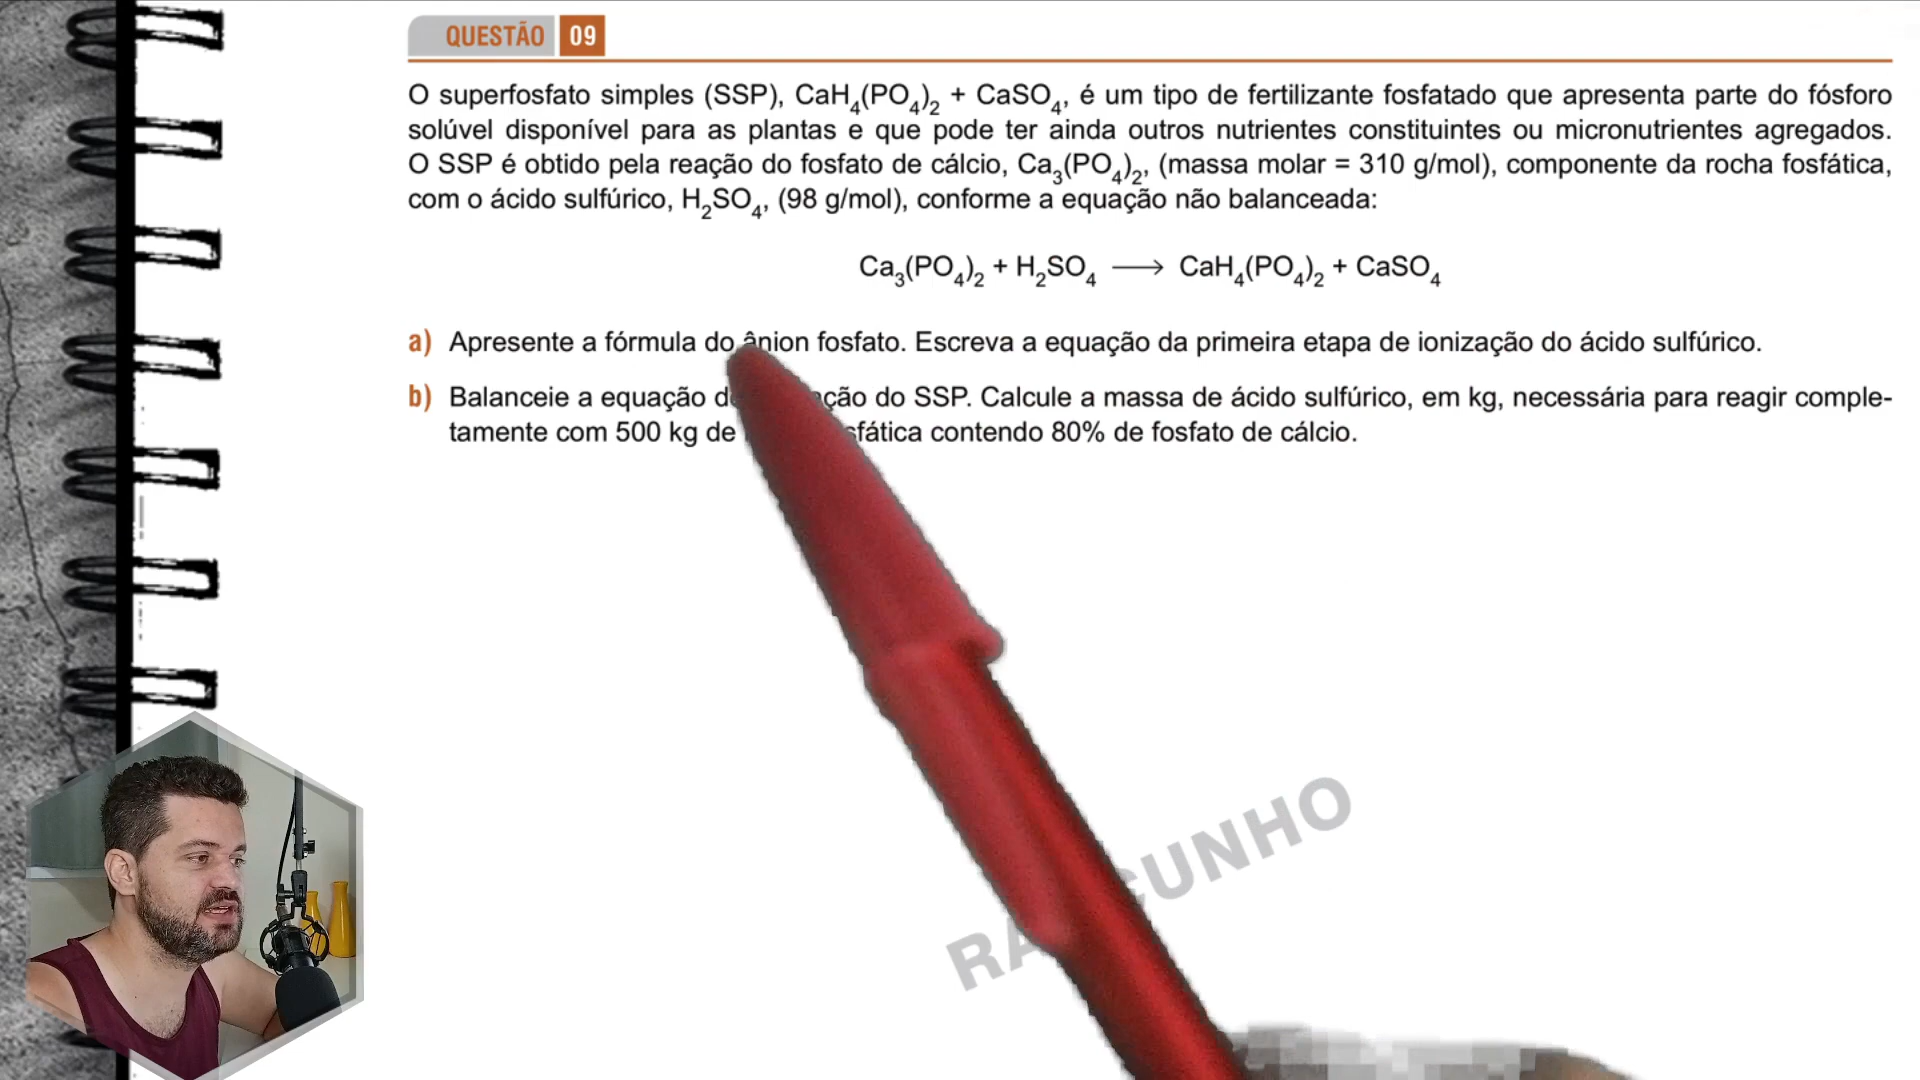 QUESTÃO 09
O superfosfato simples (SSP), CaH₄(PO₄)₂ + CaSO₄, é um tipo de fertilizante fosfatado que apresenta parte do fósforo
solúvel disponível para as plantas e que pode ter ainda outros nutrientes constituintes ou micronutrientes agregados.
O SSP é obtido pela reação do fosfato de cálcio, Ca₃(PO₄)₂, (massa molar = 310 g/mol), componente da rocha fosfática,
com o ácido sulfúrico, H₂SO₄, (98 g/mol), conforme a equação não balanceada:
Ca₃(PO₄)₂ + H₂SO₄ ⟶ CaH₄(PO₄)₂ + CaSO₄
a) Apresente a fórmula do ânion fosfato. Escreva a equação da primeira etapa de ionização do ácido sulfúrico.
b) Balanceie a equação do SSP. Calcule a massa de ácido sulfúrico, em kg, necessária para reagir comple-
tamente com 500 kg de contendo 80% de fosfato de cálcio.